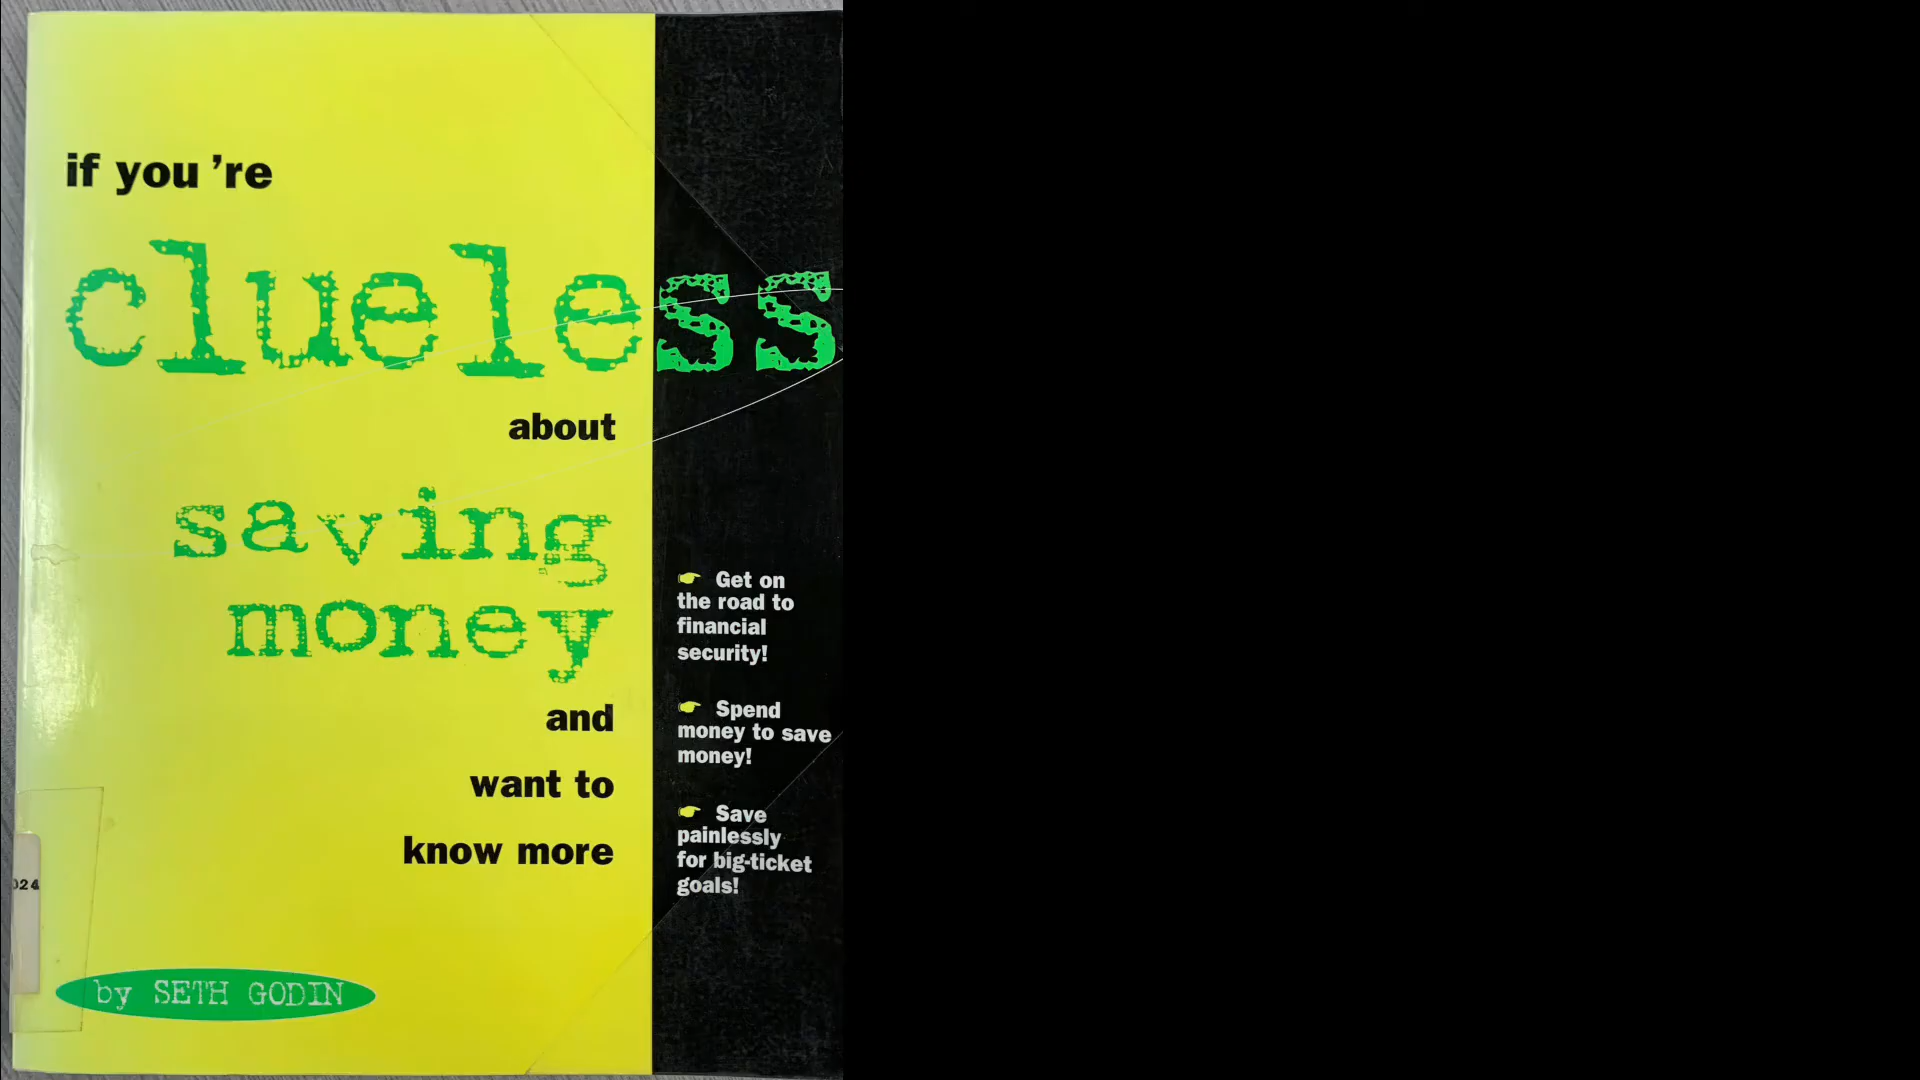 if you 're
clueless
about
saving
money
and
want to
know more
☛ Get on
the road to
financial
security!
☛ Spend
money to save
money!
☛ Save
painlessly
for big-ticket
goals!
024
by SETH GODIN